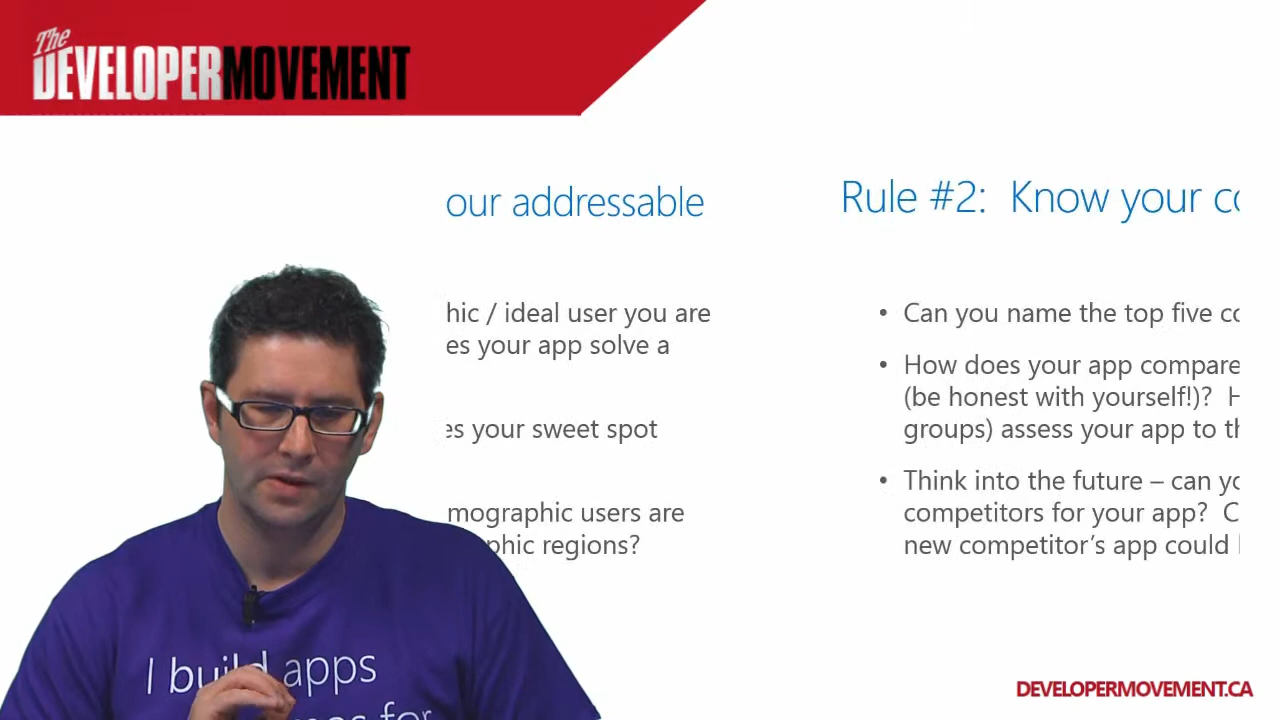 The
DEVELOPERMOVEMENT
our addressable
hic / ideal user you are
es your app solve a
es your sweet spot
mographic users are
phic regions?
Rule #2: Know your co
• Can you name the top five co
• How does your app compare
(be honest with yourself!)? H
groups) assess your app to th
• Think into the future – can yo
competitors for your app? C
new competitor's app could
I build apps
for
DEVELOPERMOVEMENT.CA